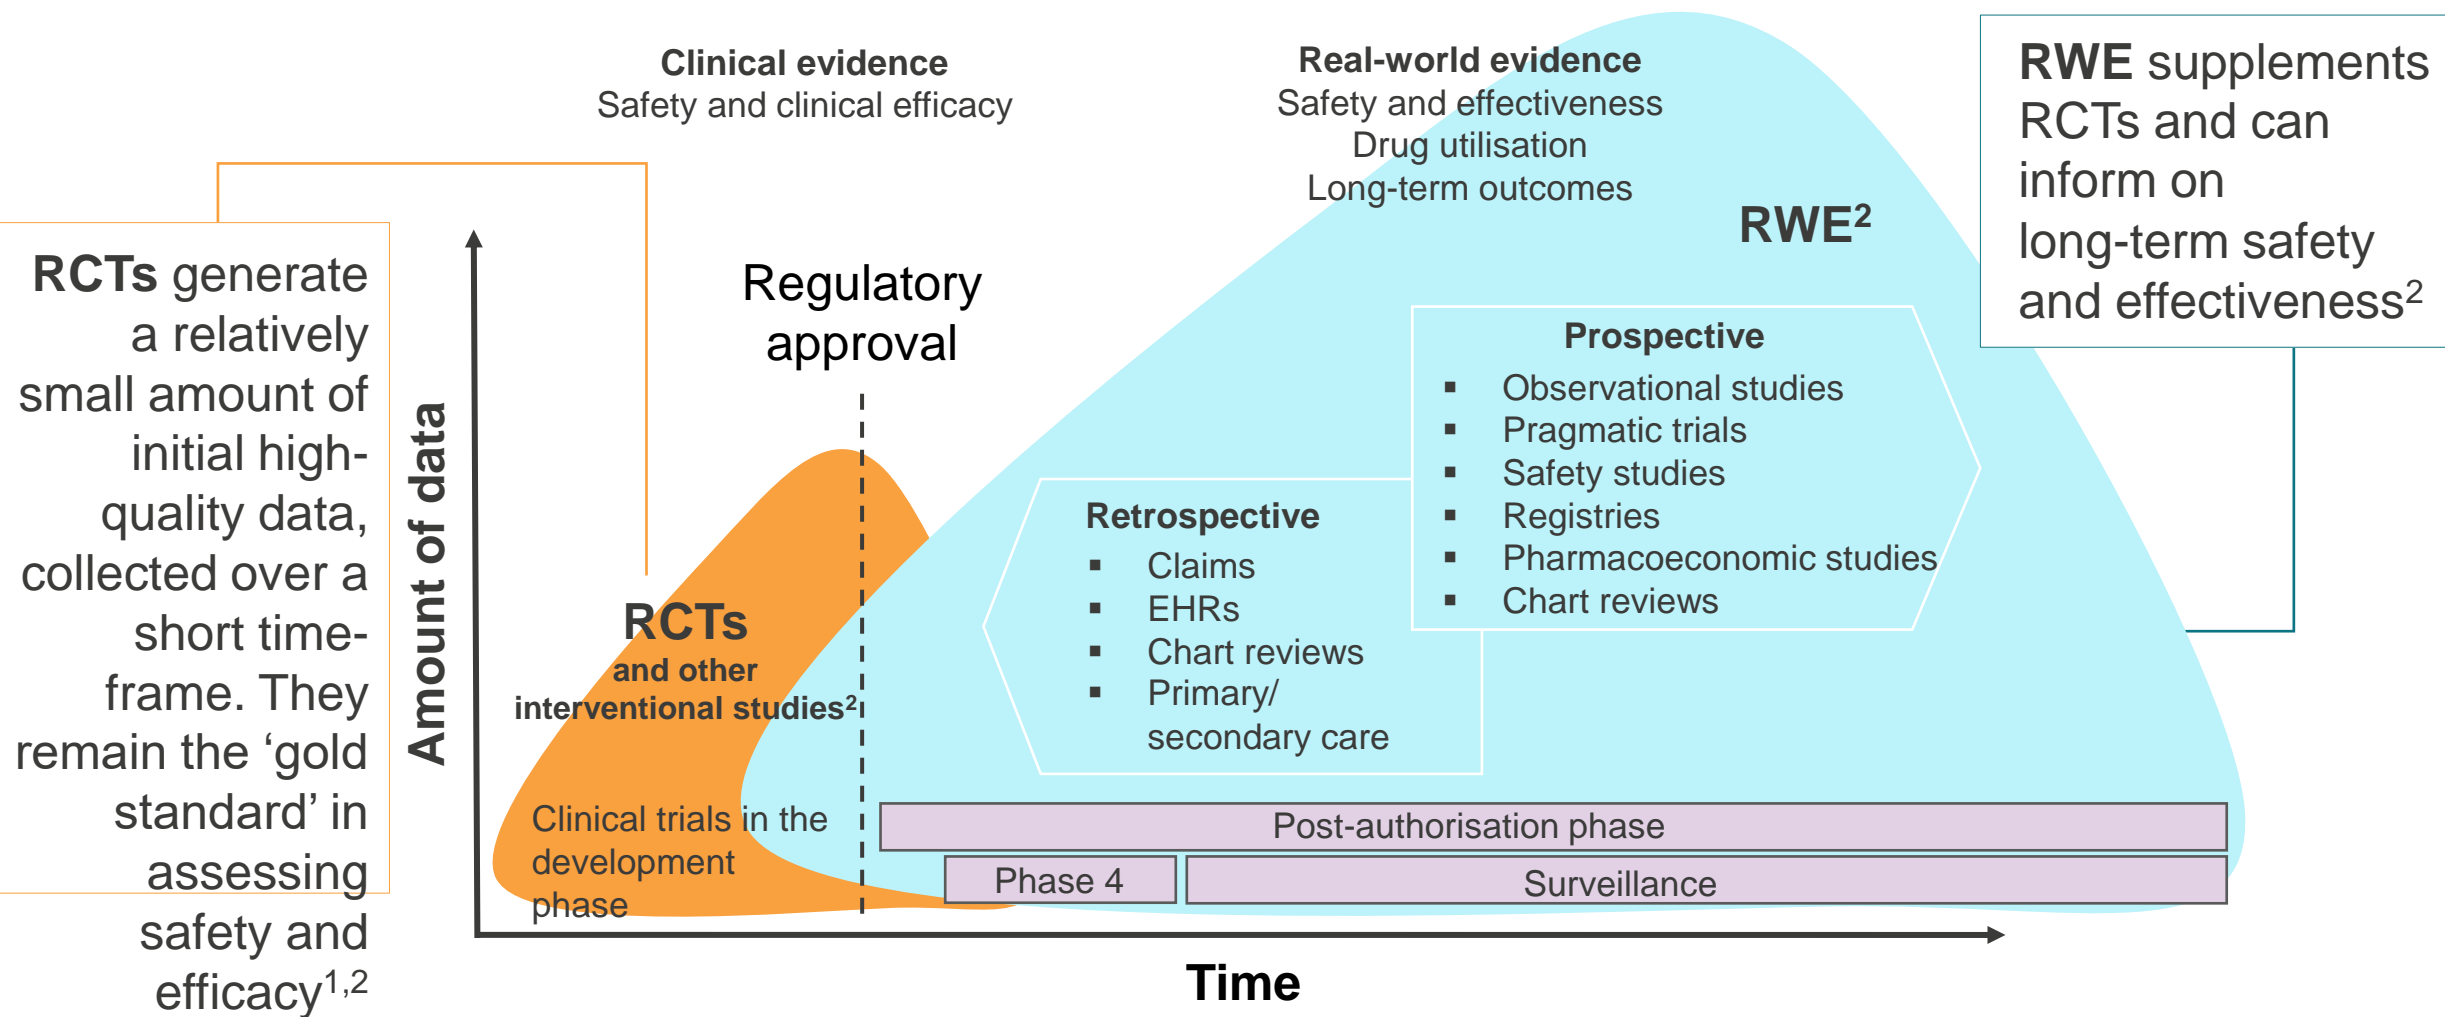 Clinical evidence
Safety and clinical efficacy
Real-world evidence
Safety and effectiveness
Drug utilisation
Long-term outcomes
RWE²
RWE supplements
RCTs and can
inform on
long-term safety
and effectiveness²
RCTs generate
a relatively
small amount of
initial high-
quality data,
collected over a
short time-
frame. They
remain the ‘gold
standard’ in
assessing
safety and
efficacy¹,²
Amount of data
Regulatory
approval
RCTs
and other
interventional studies²
Clinical trials in the
development
phase
Retrospective
▪ Claims
▪ EHRs
▪ Chart reviews
▪ Primary/
secondary care
Prospective
▪ Observational studies
▪ Pragmatic trials
▪ Safety studies
▪ Registries
▪ Pharmacoeconomic studies
▪ Chart reviews
Post-authorisation phase
Phase 4
Surveillance
Time